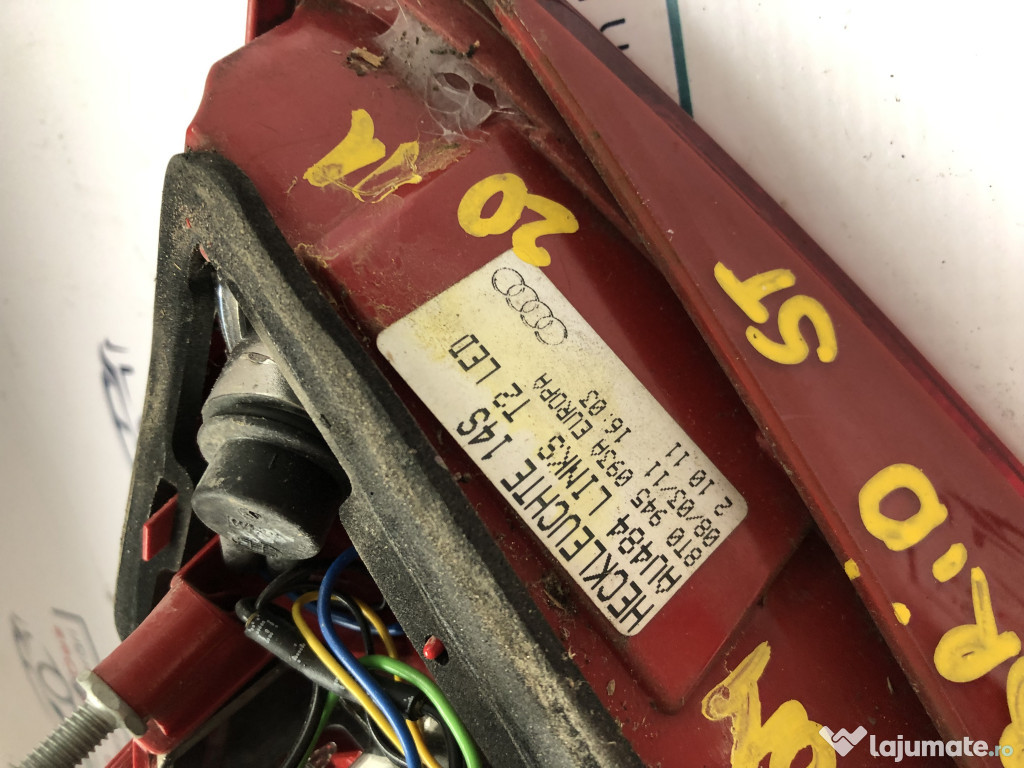 HECKLEUCHTE 14S
AU484 LINKS T2 LED
8T0 945 093A EUROPA
08/03/11 16:03
2 10 11
20
ST
lajumate.ro